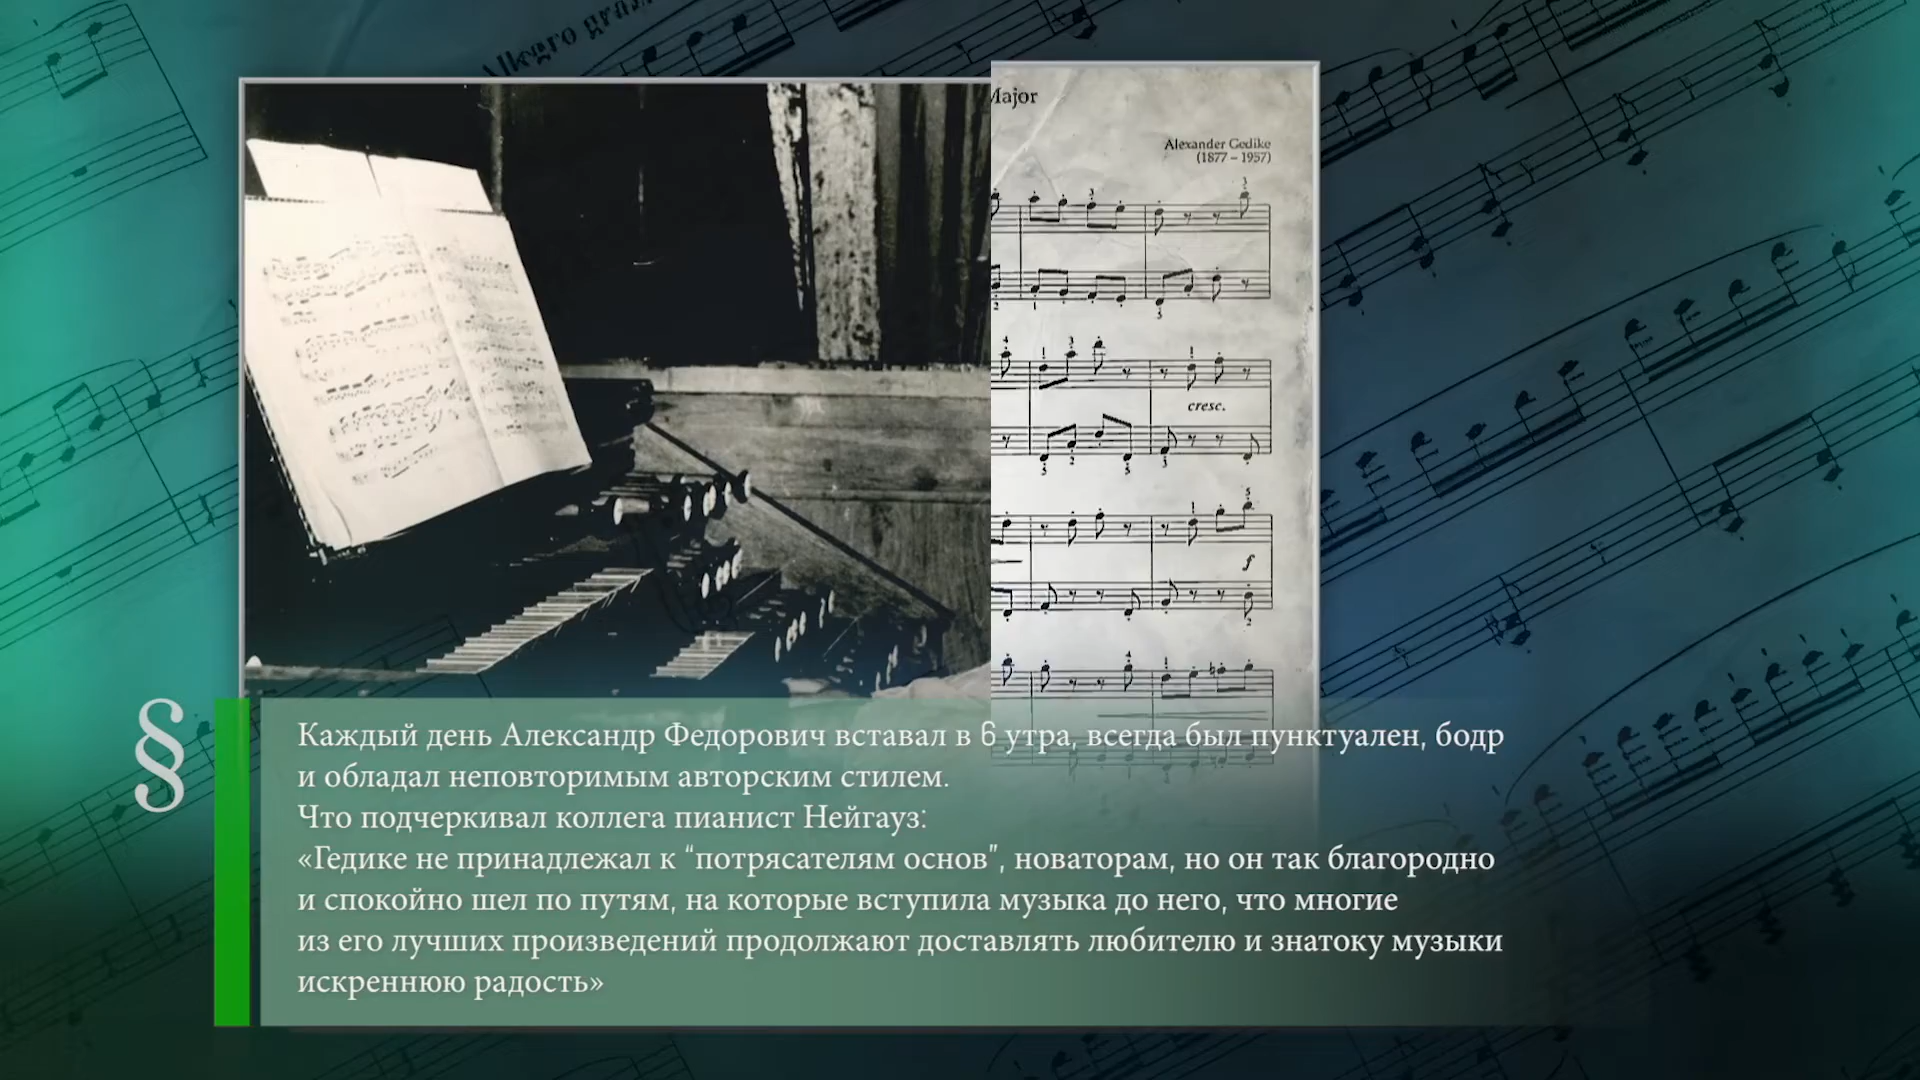 Allegro
Major
Alexander Gedike
(1877 – 1957)
cresc.
f
§
Каждый день Александр Федорович вставал в 6 утра, всегда был пунктуален, бодр
и обладал неповторимым авторским стилем.
Что подчеркивал коллега пианист Нейгауз:
«Гедике не принадлежал к “потрясателям основ”, новаторам, но он так благородно
и спокойно шел по путям, на которые вступила музыка до него, что многие
из его лучших произведений продолжают доставлять любителю и знатоку музыки
искреннюю радость»